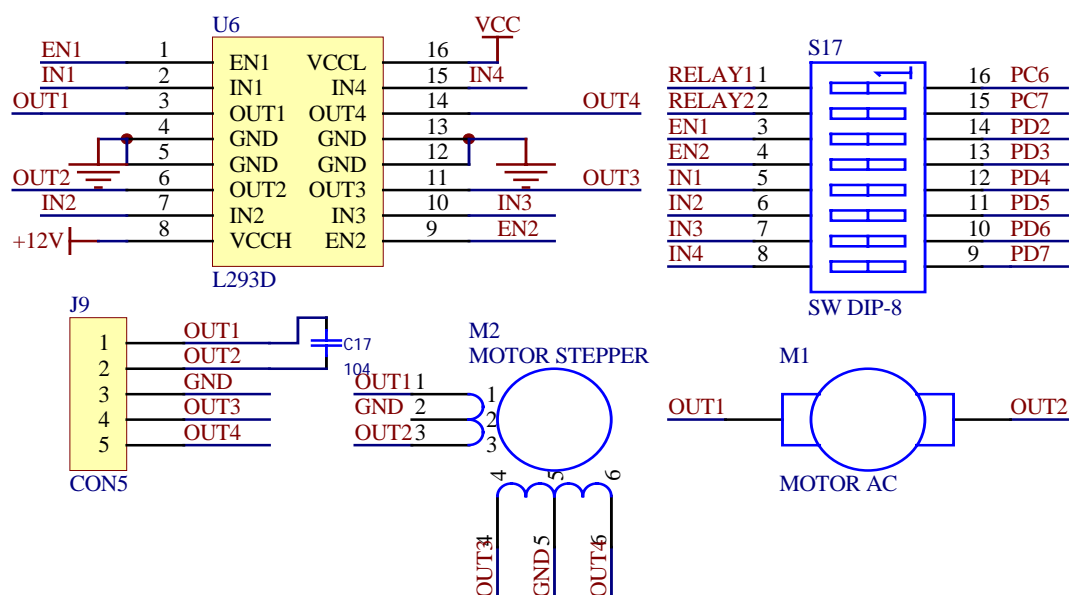 U6
EN1 1 EN1 VCCL 16 VCC
IN1 2 IN1 IN4 15 IN4
OUT1 3 OUT1 OUT4 14 OUT4
4 GND GND 13
5 GND GND 12
OUT2 6 OUT2 OUT3 11 OUT3
IN2 7 IN2 IN3 10 IN3
+12V 8 VCCH EN2 9 EN2
L293D
S17
RELAY1 1 16 PC6
RELAY2 2 15 PC7
EN1 3 14 PD2
EN2 4 13 PD3
IN1 5 12 PD4
IN2 6 11 PD5
IN3 7 10 PD6
IN4 8 9 PD7
SW DIP-8
J9
1 OUT1
2 OUT2
3 GND
4 OUT3
5 OUT4
CON5
C17
104
M2
MOTOR STEPPER
OUT1 1 1
GND 2 2
OUT2 3 3
4 5 6
OUT3 4
GND 5
OUT4 6
M1
OUT1 OUT2
MOTOR AC